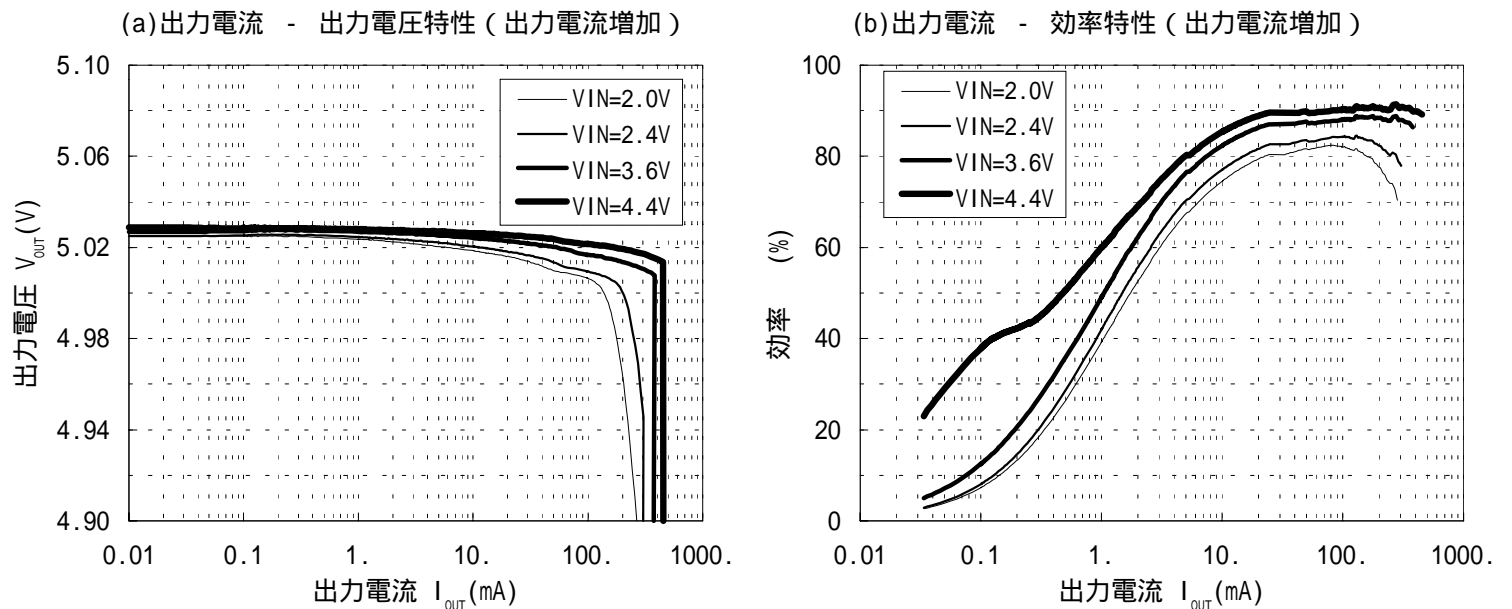 (a)出力電流 - 出力電圧特性(出力電流増加)
5.10
5.06
5.02
4.98
4.94
4.90
出力電圧 VOUT(V)
VIN=2.0V
VIN=2.4V
VIN=3.6V
VIN=4.4V
0.01 0.1 1. 10. 100. 1000.
出力電流 IOUT(mA)
(b)出力電流 - 効率特性(出力電流増加)
100
80
60
40
20
0
効率 (%)
VIN=2.0V
VIN=2.4V
VIN=3.6V
VIN=4.4V
0.01 0.1 1. 10. 100. 1000.
出力電流 IOUT(mA)